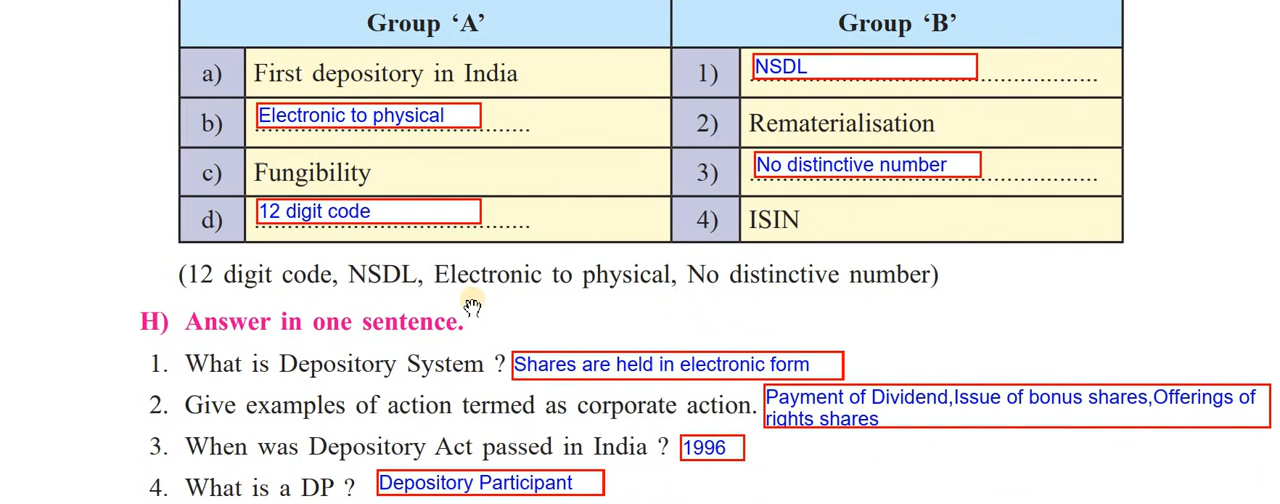 Group ‘A’ Group ‘B’
a) First depository in India 1) NSDL
b) Electronic to physical 2) Rematerialisation
c) Fungibility 3) No distinctive number
d) 12 digit code 4) ISIN
(12 digit code, NSDL, Electronic to physical, No distinctive number)
H) Answer in one sentence.
1. What is Depository System ? Shares are held in electronic form
2. Give examples of action termed as corporate action. Payment of Dividend,Issue of bonus shares,Offerings of
rights shares
3. When was Depository Act passed in India ? 1996
4. What is a DP ? Depository Participant